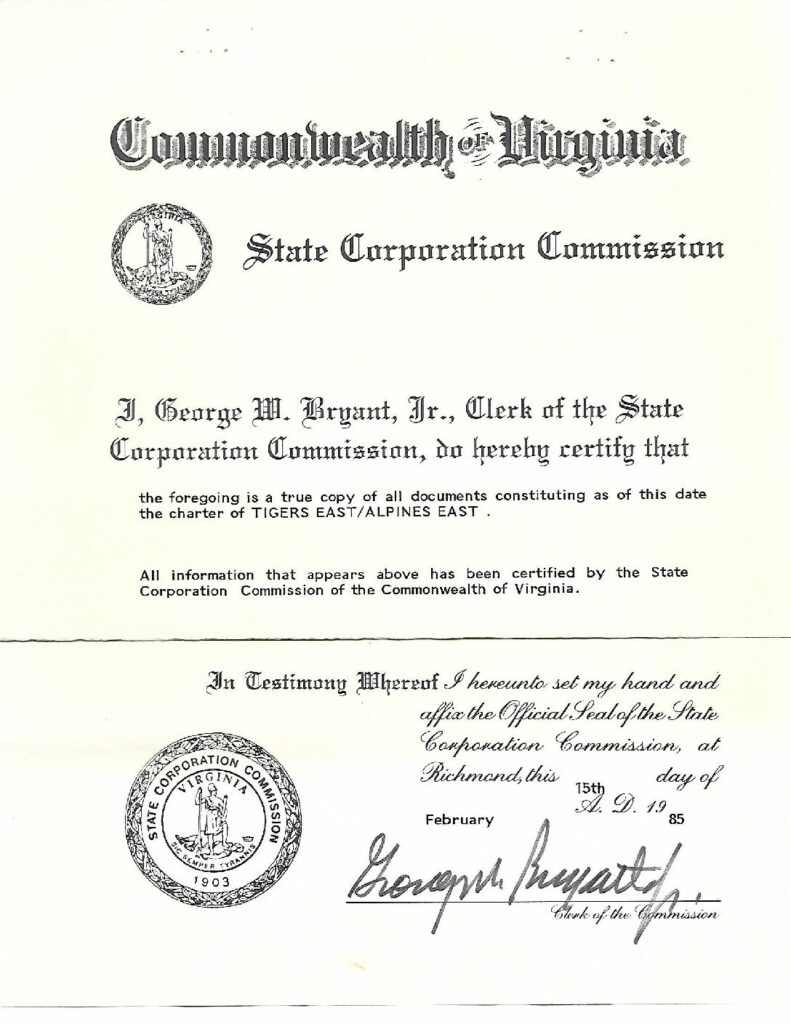 Commonwealth OF Virginia
VIRGINIA
State Corporation Commission
I, George W. Bryant, Jr., Clerk of the State
Corporation Commission, do hereby certify that
the foregoing is a true copy of all documents constituting as of this date
the charter of TIGERS EAST/ALPINES EAST .
All information that appears above has been certified by the State
Corporation Commission of the Commonwealth of Virginia.
In Testimony Whereof I hereunto set my hand and
affix the Official Seal of the State
Corporation Commission, at
Richmond, this 15th day of
February A. D. 19 85
STATE CORPORATION COMMISSION
VIRGINIA
SIC SEMPER TYRANNIS
1903
George W. Bryant Jr.
Clerk of the Commission